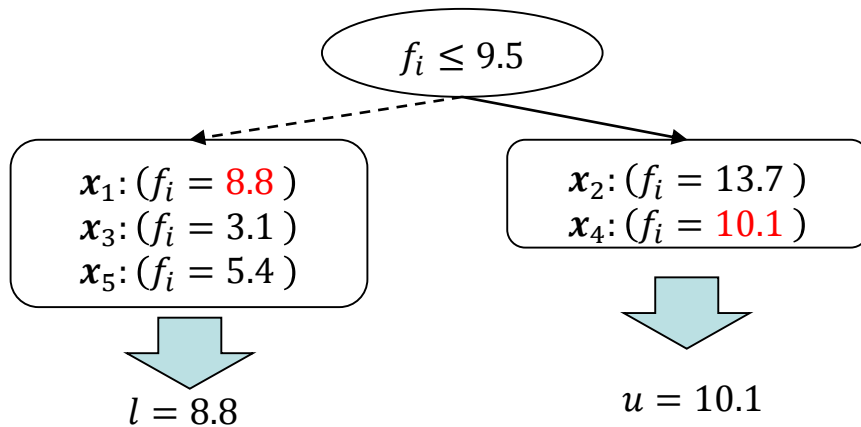 f_i ≤ 9.5
x_1: (f_i = 8.8 )
x_3: (f_i = 3.1 )
x_5: (f_i = 5.4 )
x_2: (f_i = 13.7 )
x_4: (f_i = 10.1 )
l = 8.8
u = 10.1